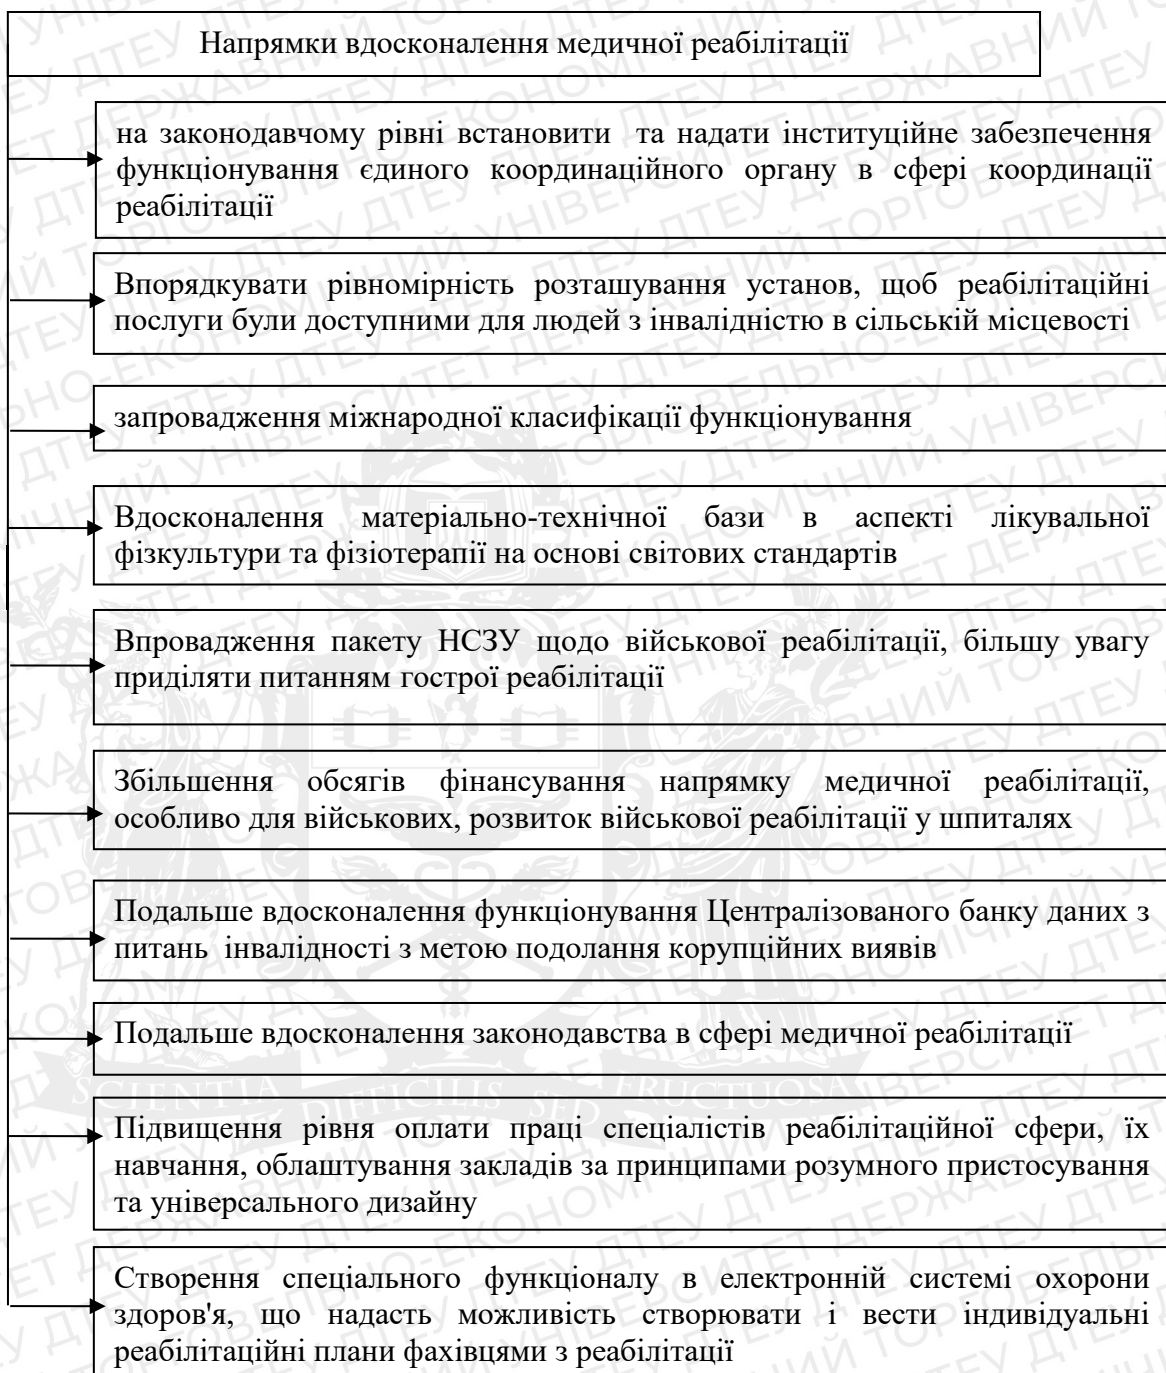 Напрямки вдосконалення медичної реабілітації
на законодавчому рівні встановити та надати інституційне забезпечення
функціонування єдиного координаційного органу в сфері координації
реабілітації
Впорядкувати рівномірність розташування установ, щоб реабілітаційні
послуги були доступними для людей з інвалідністю в сільській місцевості
запровадження міжнародної класифікації функціонування
Вдосконалення матеріально-технічної бази в аспекті лікувальної
фізкультури та фізіотерапії на основі світових стандартів
Впровадження пакету НСЗУ щодо військової реабілітації, більшу увагу
приділяти питанням гострої реабілітації
Збільшення обсягів фінансування напрямку медичної реабілітації,
особливо для військових, розвиток військової реабілітації у шпиталях
Подальше вдосконалення функціонування Централізованого банку даних з
питань інвалідності з метою подолання корупційних виявів
Подальше вдосконалення законодавства в сфері медичної реабілітації
SCIENTIA DIFFICILIS SED FRUCTUOSA
Підвищення рівня оплати праці спеціалістів реабілітаційної сфери, їх
навчання, облаштування закладів за принципами розумного пристосування
та універсального дизайну
Створення спеціального функціоналу в електронній системі охорони
здоров'я, що надасть можливість створювати і вести індивідуальні
реабілітаційні плани фахівцями з реабілітації